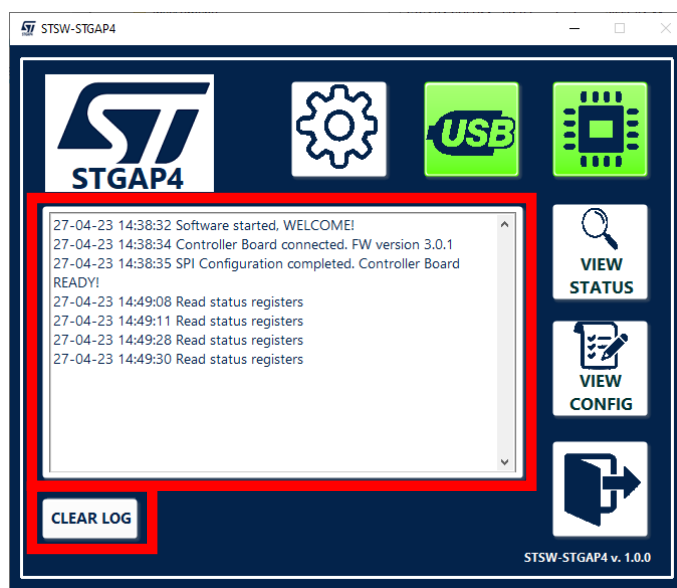 STSW-STGAP4
STGAP4
USB
27-04-23 14:38:32 Software started, WELCOME!
27-04-23 14:38:34 Controller Board connected. FW version 3.0.1
27-04-23 14:38:35 SPI Configuration completed. Controller Board
READY!
27-04-23 14:49:08 Read status registers
27-04-23 14:49:11 Read status registers
27-04-23 14:49:28 Read status registers
27-04-23 14:49:30 Read status registers
VIEW
STATUS
VIEW
CONFIG
CLEAR LOG
STSW-STGAP4 v. 1.0.0